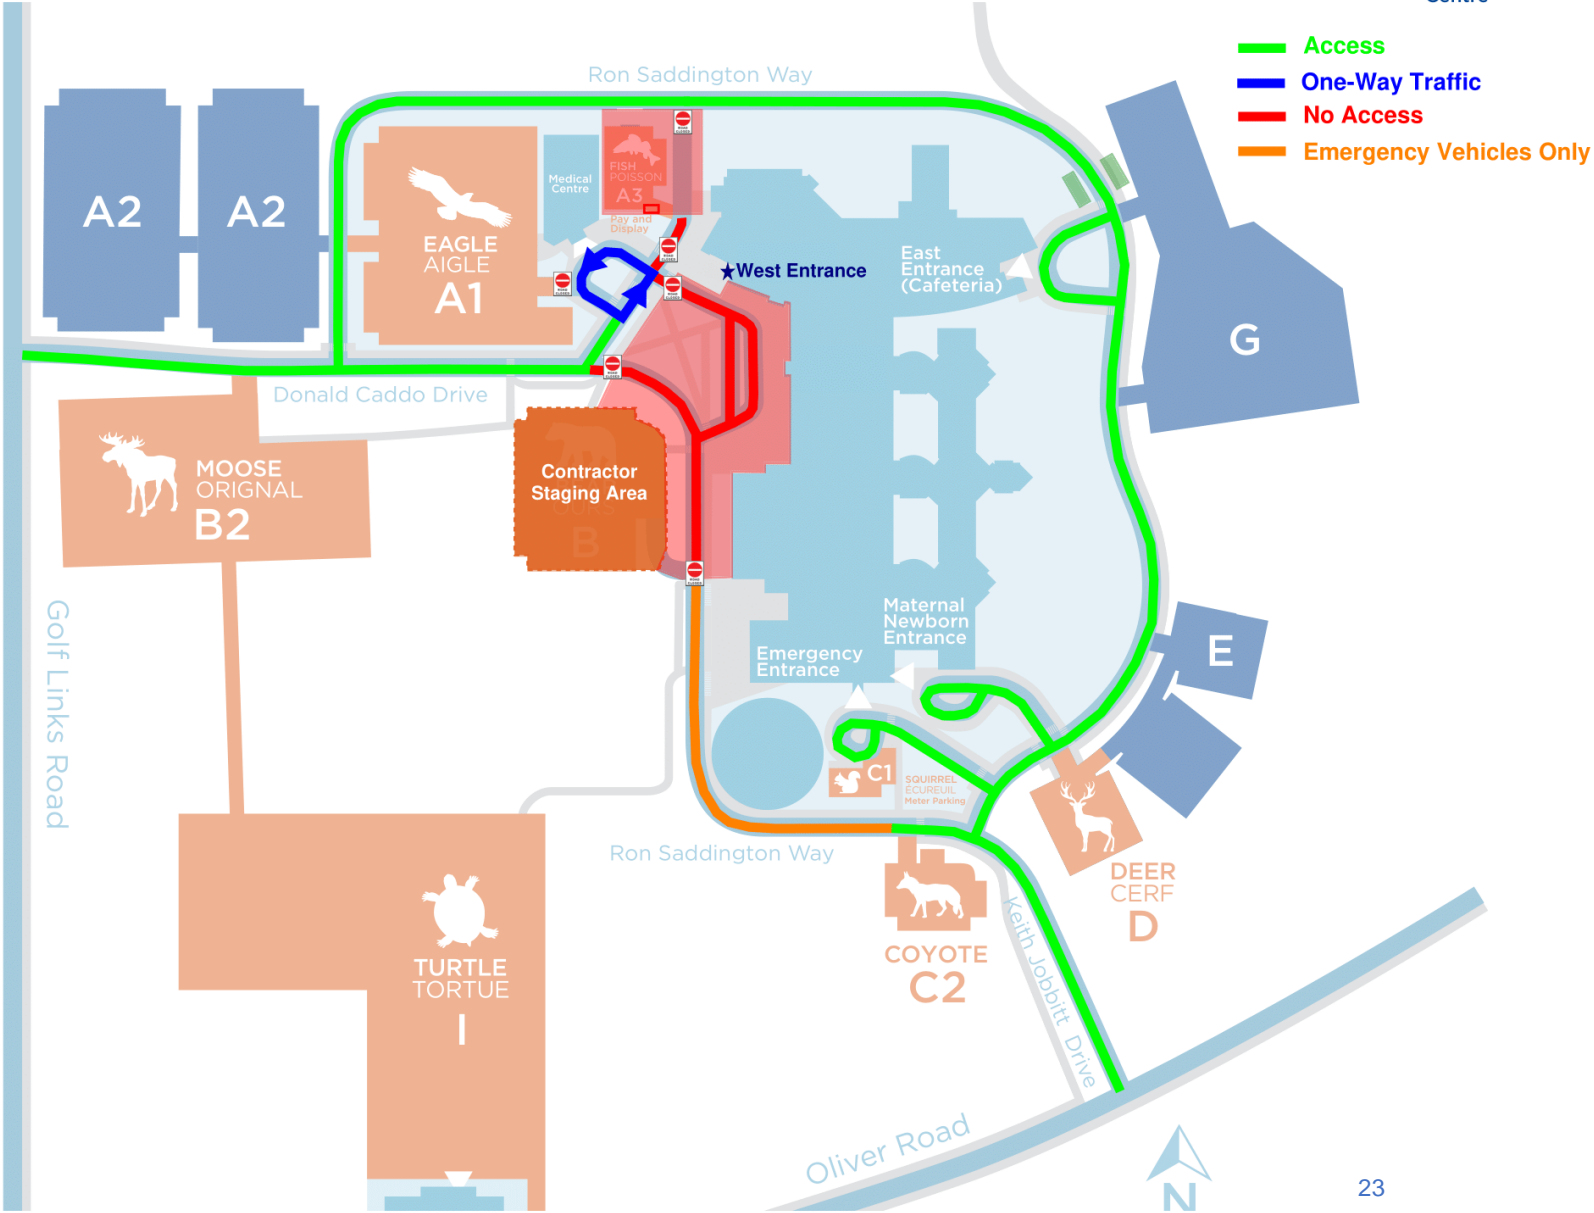 Centre
Access
One-Way Traffic
No Access
Emergency Vehicles Only
Ron Saddington Way
A2
A2
EAGLE
AIGLE
A1
Medical
Centre
FISH
POISSON
A3
Pay and
Display
West Entrance
East
Entrance
(Cafeteria)
G
Donald Caddo Drive
MOOSE
ORIGNAL
B2
Contractor
Staging Area
OURS
B
Golf Links Road
Maternal
Newborn
Entrance
Emergency
Entrance
E
C1
SQUIRREL
ÉCUREUIL
Meter Parking
Ron Saddington Way
DEER
CERF
D
COYOTE
C2
Keith Jobbitt Drive
TURTLE
TORTUE
I
Oliver Road
N
23